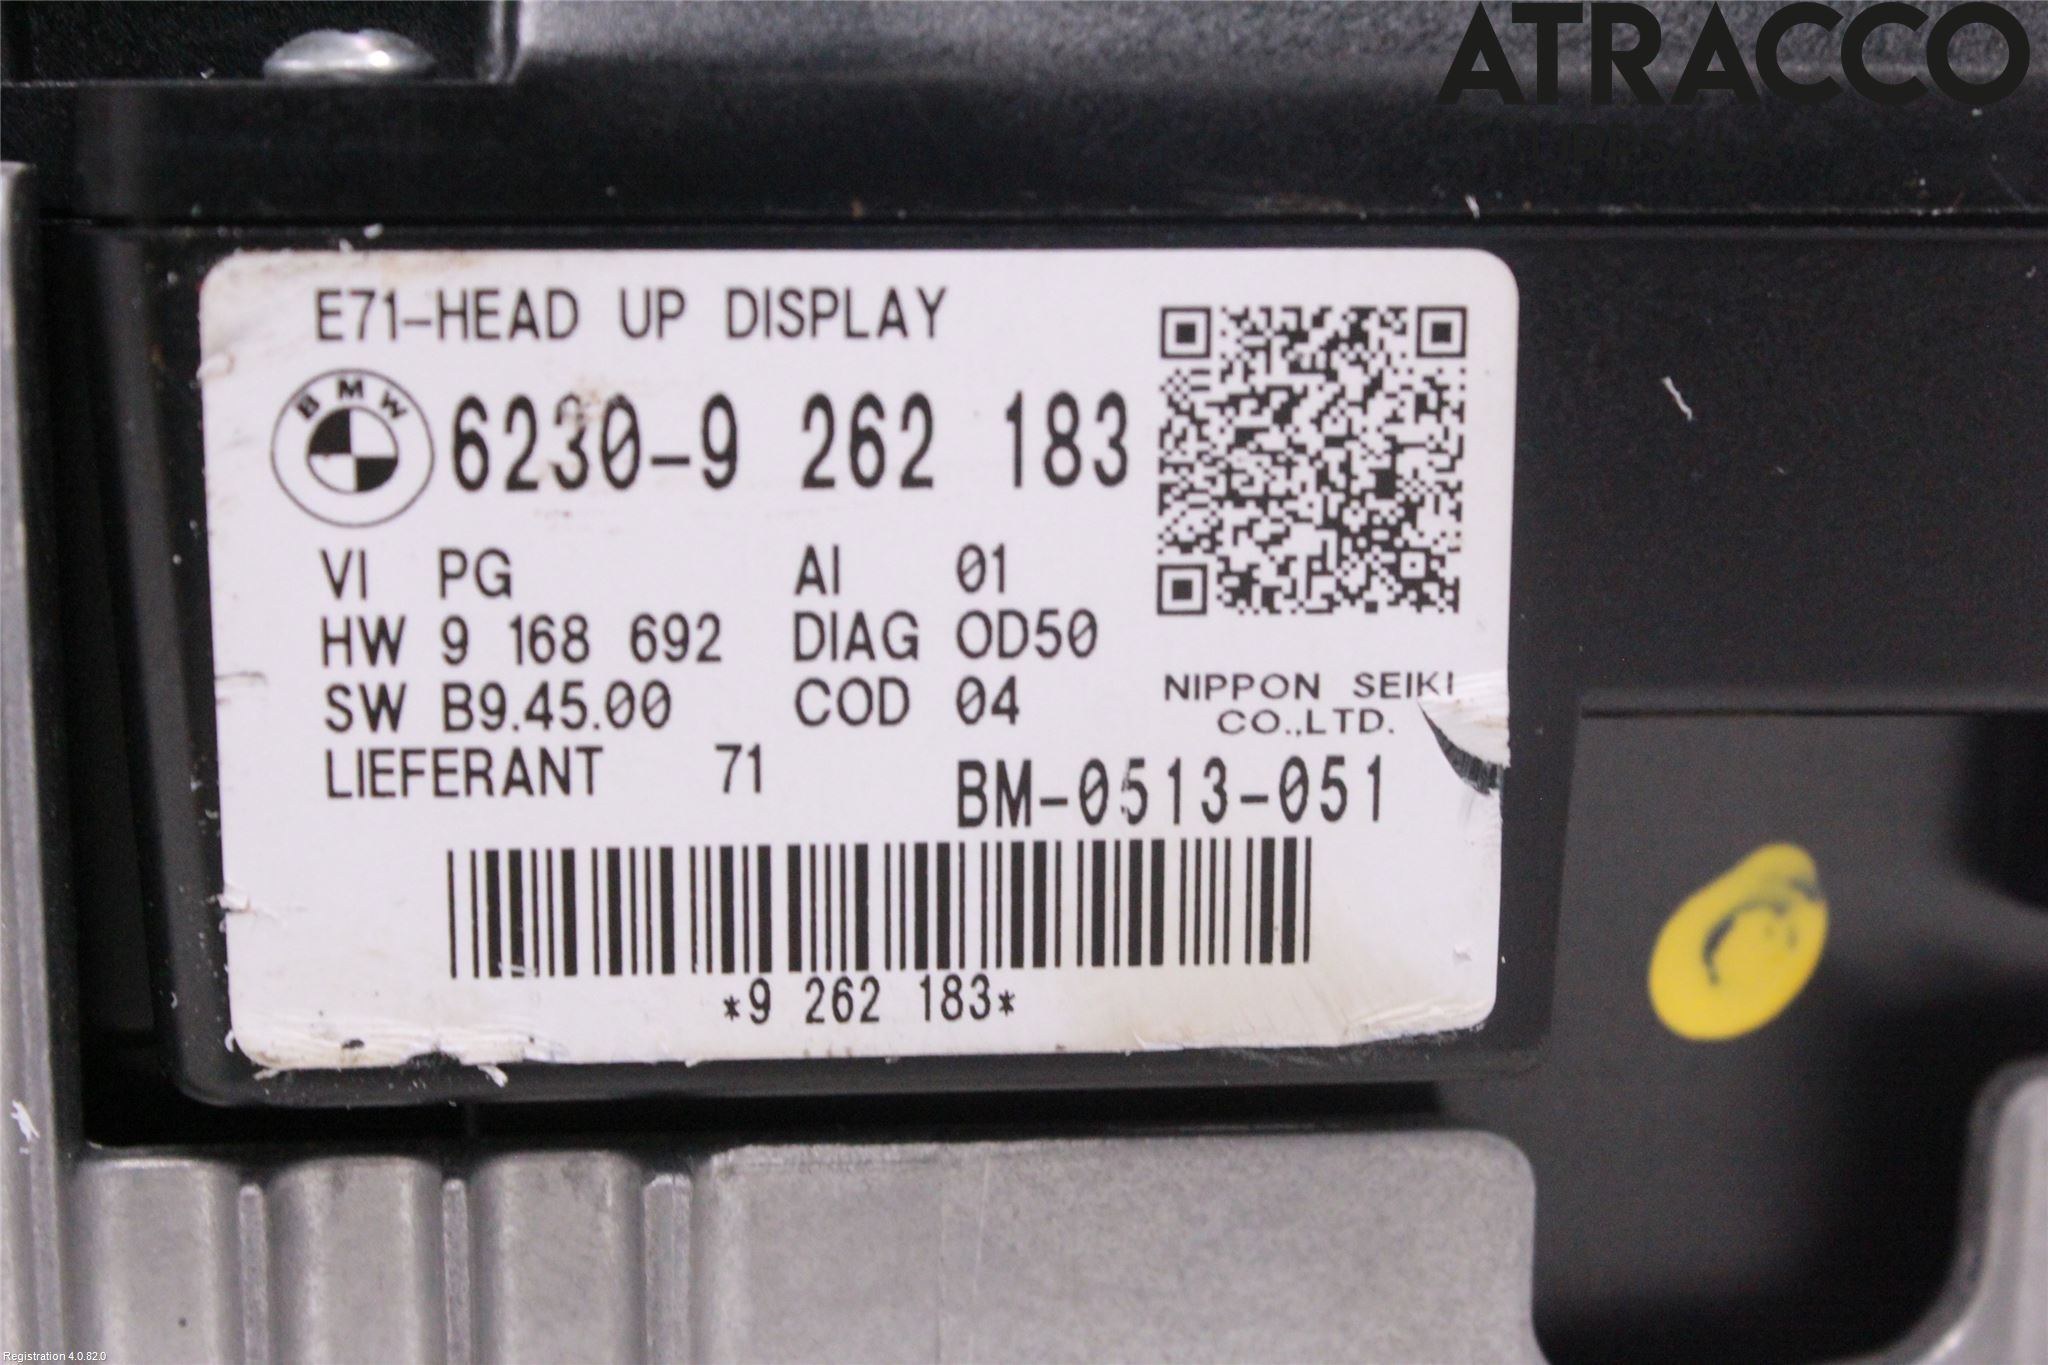 ATRACCO
E71-HEAD UP DISPLAY
BMW
6230-9 262 183
VI PG AI 01
HW 9 168 692 DIAG 0D50
SW B9.45.00 COD 04
LIEFERANT 71
NIPPON SEIKI
CO.,LTD.
BM-0513-051
*9 262 183*
Registration 4.0.82.0